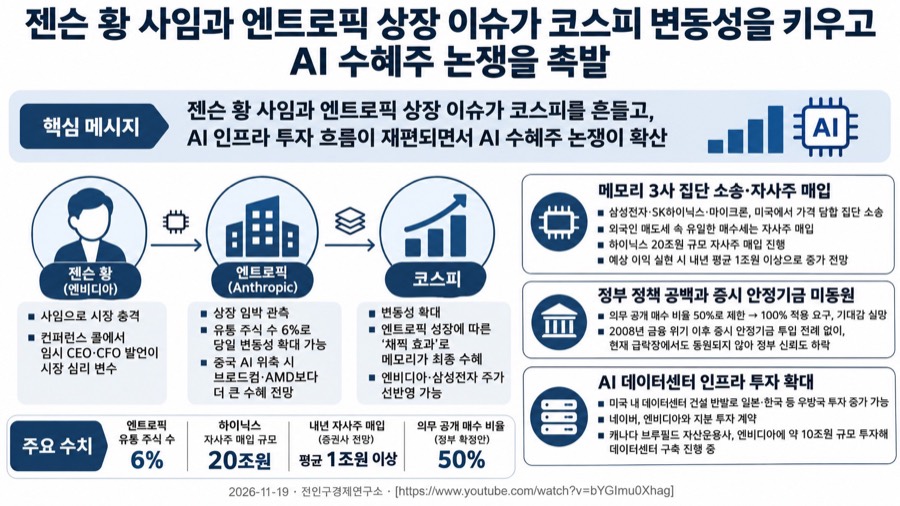 젠슨 황 사임과 엔트로픽 상장 이슈가 코스피 변동성을 키우고
AI 수혜주 논쟁을 촉발
핵심 메시지
젠슨 황 사임과 엔트로픽 상장 이슈가 코스피를 흔들고,
AI 인프라 투자 흐름이 재편되면서 AI 수혜주 논쟁이 확산
AI
젠슨 황
(엔비디아)
사임으로 시장 충격
컨퍼런스 콜에서
임시 CEO·CFO 발언이
시장 심리 변수
엔트로픽
(Anthropic)
상장 임박 관측
유통 주식 수 6%로
당일 변동성 확대 가능
중국 AI 위축 시
브로드컴·AMD보다
더 큰 수혜 전망
코스피
변동성 확대
엔트로픽 성장에 따른
‘채찍 효과’로
메모리가 최종 수혜
엔비디아·삼성전자 주가
선반영 가능
메모리 3사 집단 소송·자사주 매입
삼성전자·SK하이닉스·마이크론, 미국에서 가격 담합 집단 소송
외국인 매도세 속 유일한 매수세는 자사주 매입
하이닉스 20조원 규모 자사주 매입 진행
예상 이익 실현 시 내년 평균 1조원 이상으로 증가 전망
정부 정책 공백과 증시 안정기금 미동원
의무 공개 매수 비율 50%로 제한 → 100% 적용 요구, 기대감 실망
2008년 금융 위기 이후 증시 안정기금 투입 전례 없이,
현재 급락장에서도 동원되지 않아 정부 신뢰도 하락
AI 데이터센터 인프라 투자 확대
미국 내 데이터센터 건설 반발로 일본·한국 등 우방국 투자 증가 가능
네이버, 엔비디아와 지분 투자 계약
캐나다 브루필드 자산운용사, 엔비디아에 약 10조원 규모 투자해
데이터센터 구축 진행 중
주요 수치
엔트로픽
유통 주식 수
6%
하이닉스
자사주 매입 규모
20조원
내년 자사주 매입
(증권사 전망)
평균 1조원 이상
의무 공개 매수 비율
(정부 확정안)
50%
2026-11-19 · 전인구경제연구소 · [https://www.youtube.com/watch?v=bYGImu0Xhag]